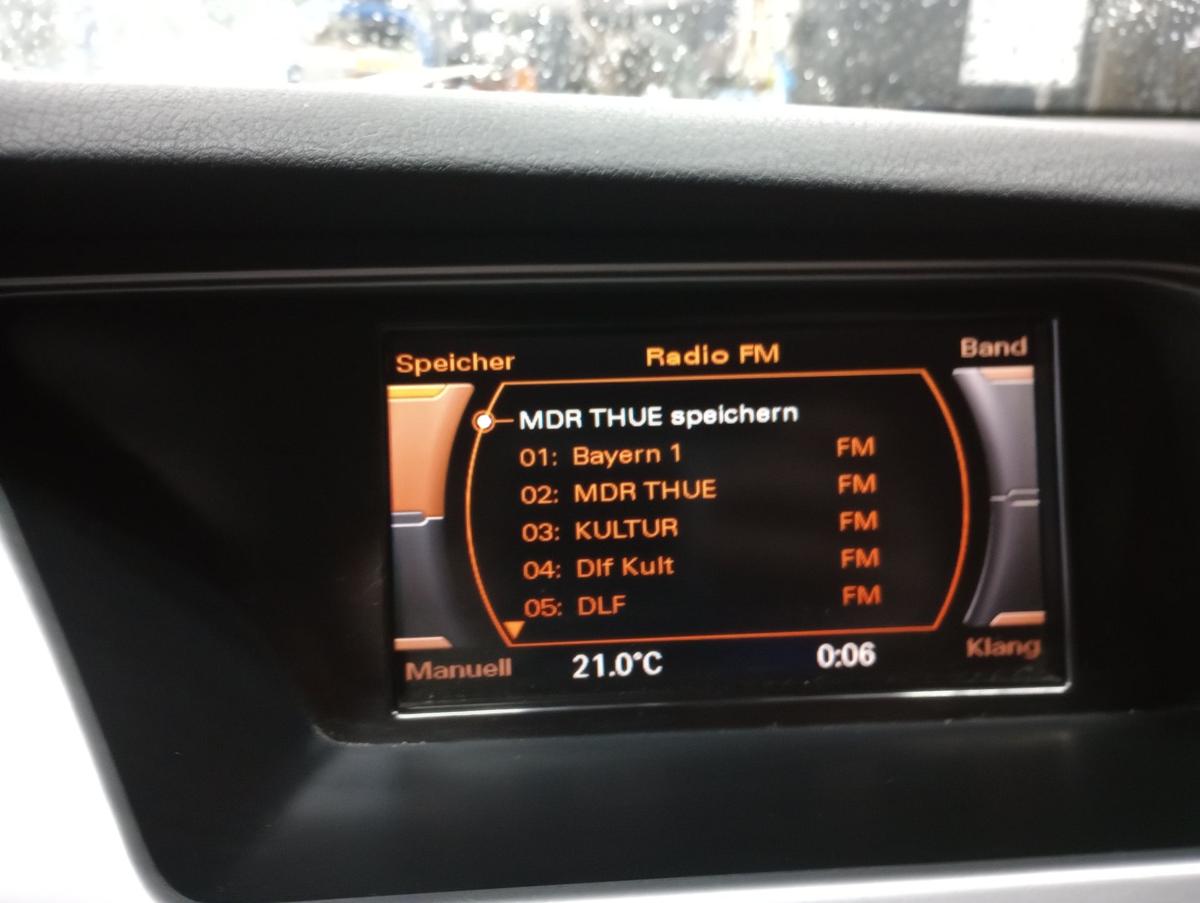 Speicher Radio FM Band
MDR THUE speichern
01: Bayern 1 FM
02: MDR THUE FM
03: KULTUR FM
04: Dlf Kult FM
05: DLF FM
Manuell 21.0°C 0:06 Klang